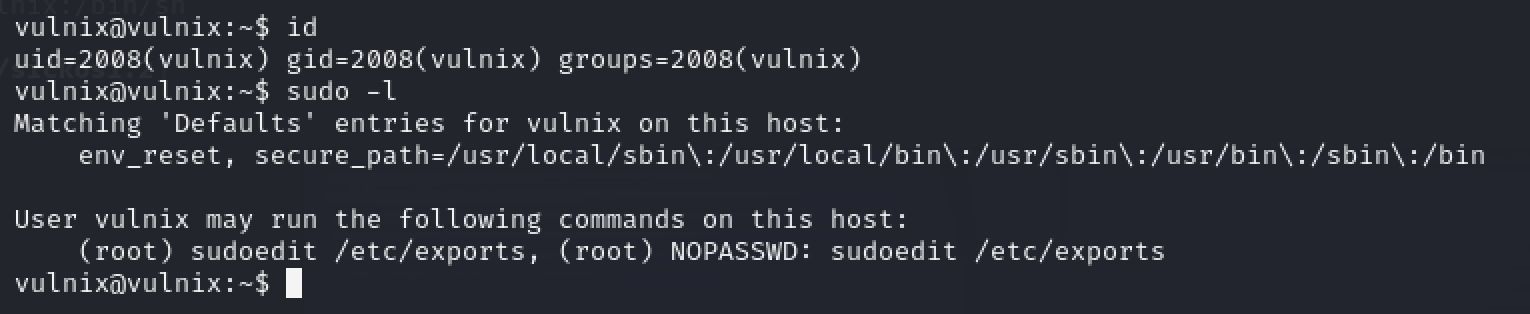 vulnix@vulnix:~$ id
uid=2008(vulnix) gid=2008(vulnix) groups=2008(vulnix)
vulnix@vulnix:~$ sudo -l
Matching 'Defaults' entries for vulnix on this host:
    env_reset, secure_path=/usr/local/sbin\:/usr/local/bin\:/usr/sbin\:/usr/bin\:/sbin\:/bin

User vulnix may run the following commands on this host:
    (root) sudoedit /etc/exports, (root) NOPASSWD: sudoedit /etc/exports
vulnix@vulnix:~$